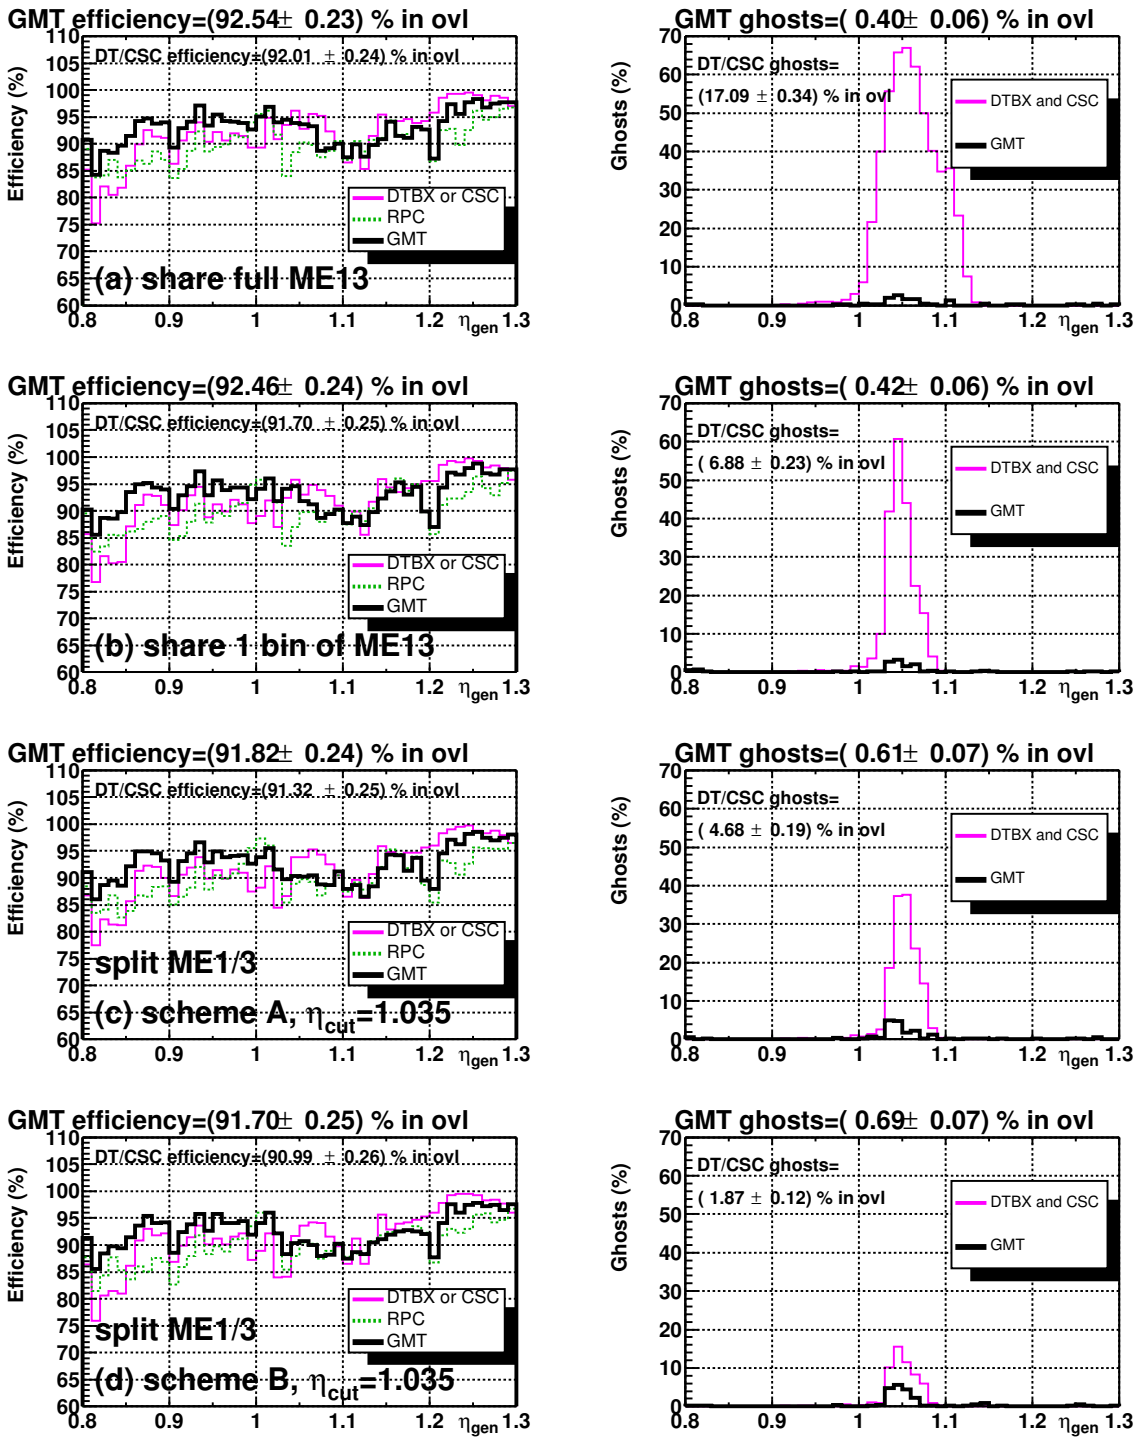 GMT efficiency=(92.54± 0.23) % in ovl
DT/CSC efficiency=(92.01 ± 0.24) % in ovl
Efficiency (%)
110
105
100
95
90
85
80
75
70
65
60
DTBX or CSC
RPC
GMT
(a) share full ME13
0.8 0.9 1 1.1 1.2 1.3
ηgen
GMT ghosts=( 0.40± 0.06) % in ovl
DT/CSC ghosts=
(17.09 ± 0.34) % in ovl
Ghosts (%)
70
60
50
40
30
20
10
0
DTBX and CSC
GMT
0.8 0.9 1 1.1 1.2 1.3
ηgen
GMT efficiency=(92.46± 0.24) % in ovl
DT/CSC efficiency=(91.70 ± 0.25) % in ovl
Efficiency (%)
110
105
100
95
90
85
80
75
70
65
60
DTBX or CSC
RPC
GMT
(b) share 1 bin of ME13
0.8 0.9 1 1.1 1.2 1.3
ηgen
GMT ghosts=( 0.42± 0.06) % in ovl
DT/CSC ghosts=
( 6.88 ± 0.23) % in ovl
Ghosts (%)
70
60
50
40
30
20
10
0
DTBX and CSC
GMT
0.8 0.9 1 1.1 1.2 1.3
ηgen
GMT efficiency=(91.82± 0.24) % in ovl
DT/CSC efficiency=(91.32 ± 0.25) % in ovl
Efficiency (%)
110
105
100
95
90
85
80
75
70
65
60
DTBX or CSC
RPC
GMT
split ME1/3
(c) scheme A, ηcut=1.035
0.8 0.9 1 1.1 1.2 1.3
ηgen
GMT ghosts=( 0.61± 0.07) % in ovl
DT/CSC ghosts=
( 4.68 ± 0.19) % in ovl
Ghosts (%)
70
60
50
40
30
20
10
0
DTBX and CSC
GMT
0.8 0.9 1 1.1 1.2 1.3
ηgen
GMT efficiency=(91.70± 0.25) % in ovl
DT/CSC efficiency=(90.99 ± 0.26) % in ovl
Efficiency (%)
110
105
100
95
90
85
80
75
70
65
60
DTBX or CSC
RPC
GMT
split ME1/3
(d) scheme B, ηcut=1.035
0.8 0.9 1 1.1 1.2 1.3
ηgen
GMT ghosts=( 0.69± 0.07) % in ovl
DT/CSC ghosts=
( 1.87 ± 0.12) % in ovl
Ghosts (%)
70
60
50
40
30
20
10
0
DTBX and CSC
GMT
0.8 0.9 1 1.1 1.2 1.3
ηgen